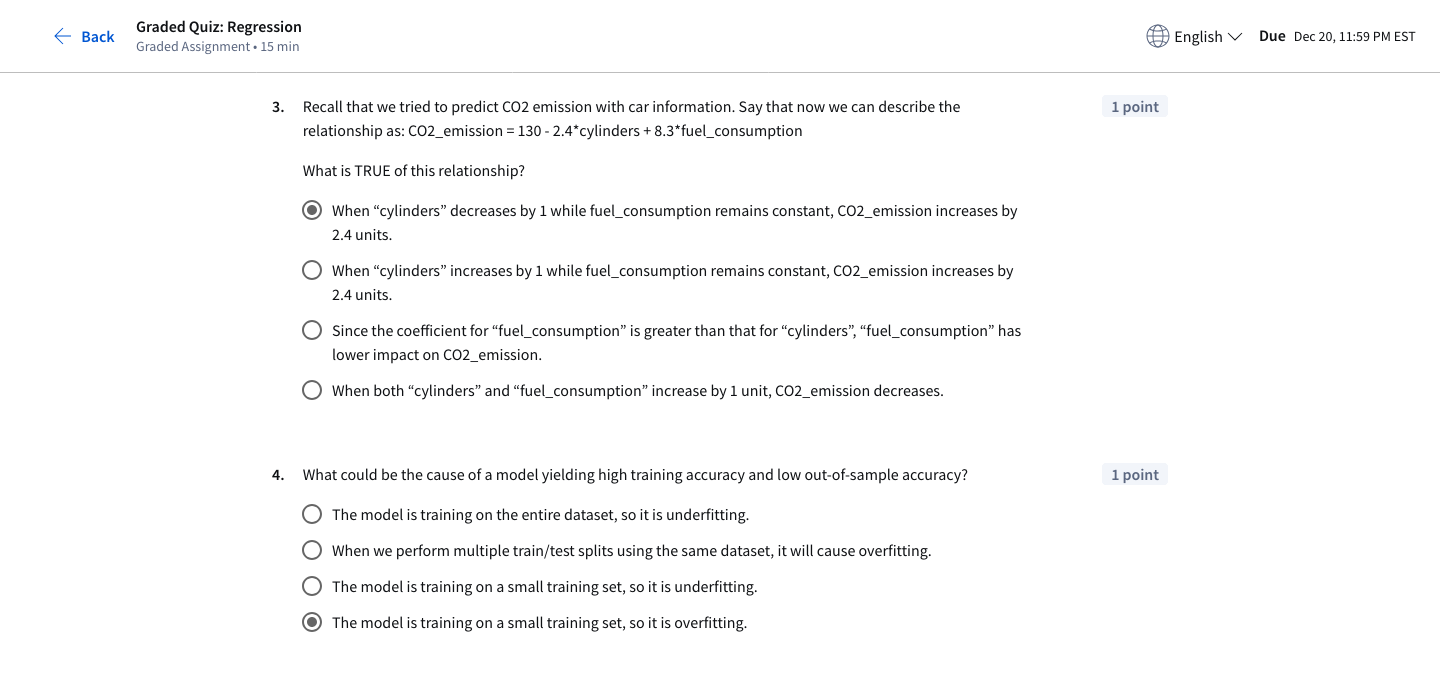 Back
Graded Quiz: Regression
Graded Assignment • 15 min
English
Due Dec 20, 11:59 PM EST
3. Recall that we tried to predict CO2 emission with car information. Say that now we can describe the
relationship as: CO2_emission = 130 - 2.4*cylinders + 8.3*fuel_consumption
1 point
What is TRUE of this relationship?
When “cylinders” decreases by 1 while fuel_consumption remains constant, CO2_emission increases by
2.4 units.
When “cylinders” increases by 1 while fuel_consumption remains constant, CO2_emission increases by
2.4 units.
Since the coefficient for “fuel_consumption” is greater than that for “cylinders”, “fuel_consumption” has
lower impact on CO2_emission.
When both “cylinders” and “fuel_consumption” increase by 1 unit, CO2_emission decreases.
4. What could be the cause of a model yielding high training accuracy and low out-of-sample accuracy?
1 point
The model is training on the entire dataset, so it is underfitting.
When we perform multiple train/test splits using the same dataset, it will cause overfitting.
The model is training on a small training set, so it is underfitting.
The model is training on a small training set, so it is overfitting.